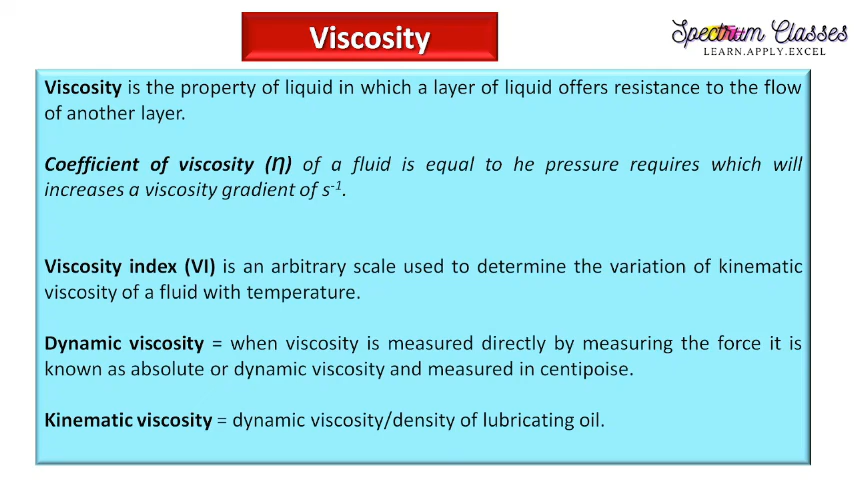 Viscosity
Spectrum Classes
LEARN.APPLY.EXCEL
Viscosity is the property of liquid in which a layer of liquid offers resistance to the flow
of another layer.
Coefficient of viscosity (η) of a fluid is equal to he pressure requires which will
increases a viscosity gradient of s⁻¹.
Viscosity index (VI) is an arbitrary scale used to determine the variation of kinematic
viscosity of a fluid with temperature.
Dynamic viscosity = when viscosity is measured directly by measuring the force it is
known as absolute or dynamic viscosity and measured in centipoise.
Kinematic viscosity = dynamic viscosity/density of lubricating oil.